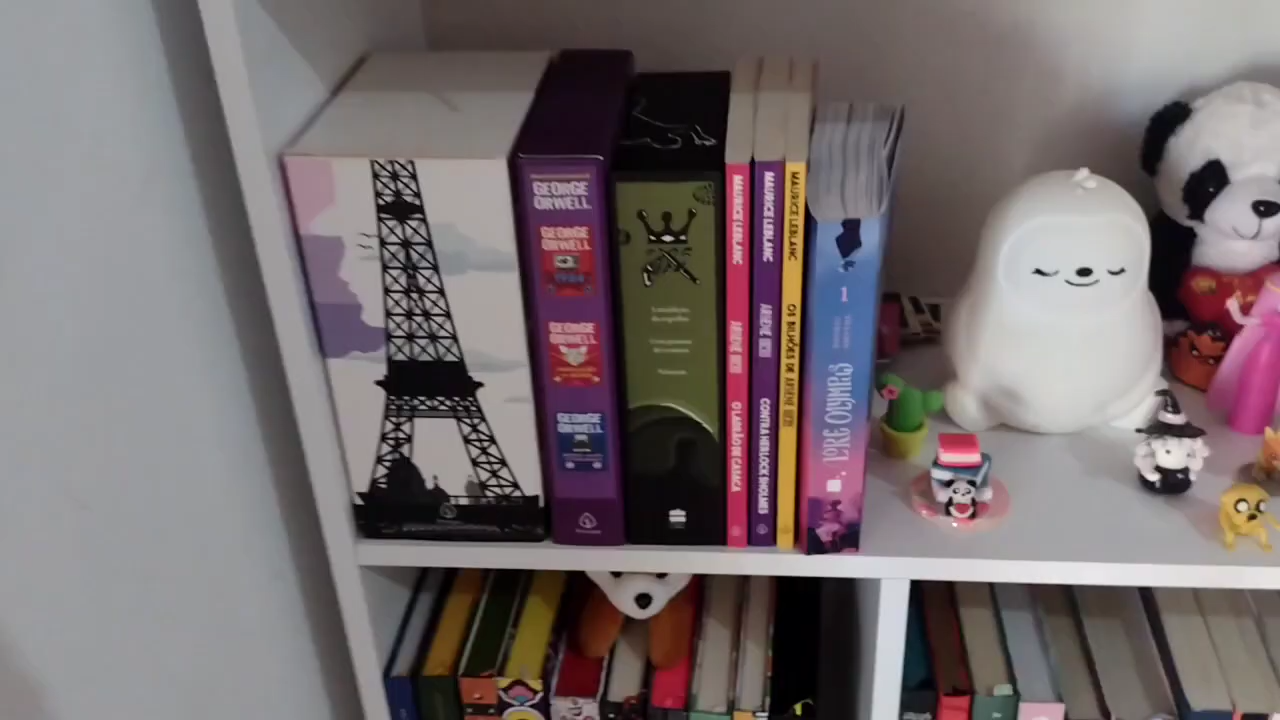 GEORGE
ORWELL
GEORGE
ORWELL
1984
GEORGE
ORWELL
GEORGE
ORWELL
MAURICE LEBLANC
ARSÈNE LUPIN
O LADRÃO DE CASACA
MAURICE LEBLANC
ARSÈNE LUPIN
CONTRA HERLOCK SHOLMES
MAURICE LEBLANC
OS BILHÕES DE ARSÈNE LUPIN
1
LORE OLYMPUS